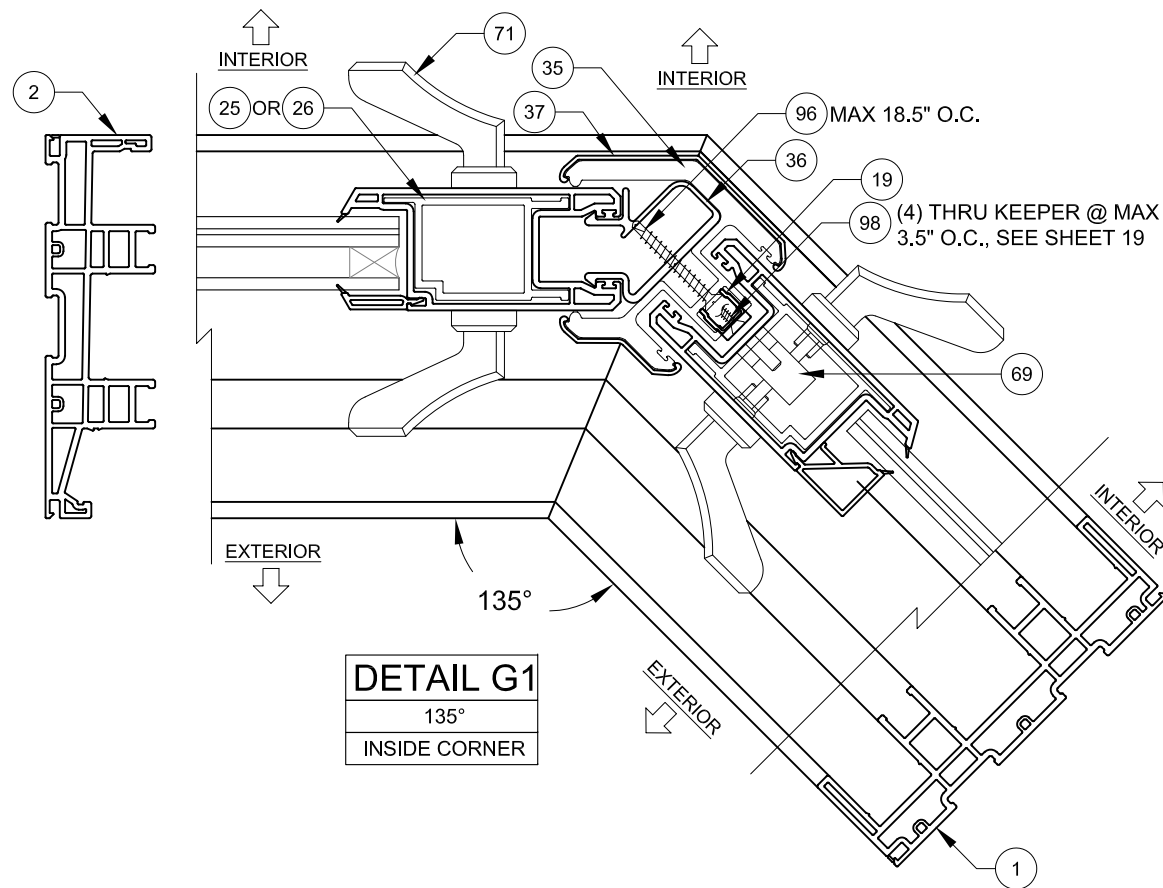 71
INTERIOR
INTERIOR
2
25 OR 26
35
37
96 MAX 18.5" O.C.
36
19
98 (4) THRU KEEPER @ MAX
3.5" O.C., SEE SHEET 19
69
INTERIOR
EXTERIOR
135°
EXTERIOR
DETAIL G1
135°
INSIDE CORNER
1